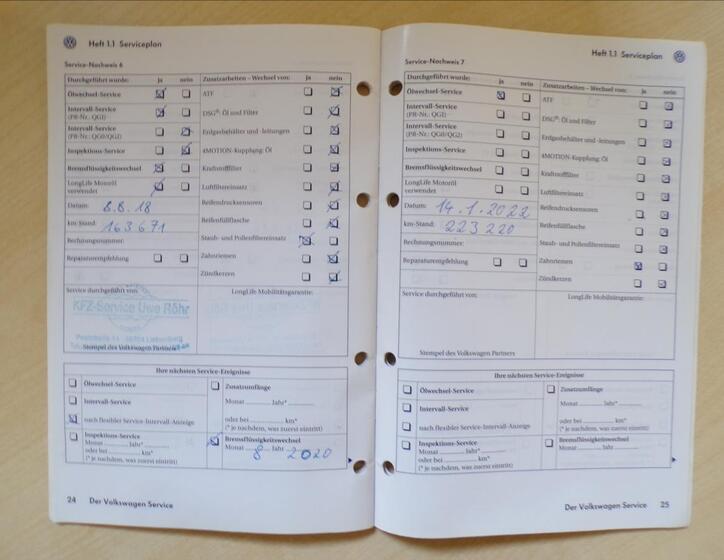 Heft 1.1 Serviceplan
Service-Nachweis 6
Durchgeführt wurde: ja nein
Ölwechsel-Service
Intervall-Service
(PR-Nr.: QG1)
Intervall-Service
(PR-Nr.: QG0/QG2)
Inspektions-Service
Bremsflüssigkeitswechsel
LongLife Motoröl
verwendet
Datum: 8.8.18
km-Stand: 163671
Rechnungsnummer:
Reparaturempfehlung
Zusatzarbeiten – Wechsel von: ja nein
ATF
DSG®: Öl und Filter
Erdgasbehälter und -leitungen
4MOTION-Kupplung: Öl
Kraftstofffilter
Luftfiltereinsatz
Reifendrucksensoren
Reifenfüllflasche
Staub- und Pollenfiltereinsatz
Zahnriemen
Zündkerzen
Service durchgeführt von:
KFZ-Service Uwe Röhr
Stempel des Volkswagen Partners
LongLife Mobilitätsgarantie:
Ihre nächsten Service-Ereignisse
Ölwechsel-Service
Intervall-Service
nach flexibler Service-Intervall-Anzeige
Inspektions-Service
Monat Jahr*
oder bei km*
(* je nachdem, was zuerst eintritt)
Zusatzumfänge
Monat Jahr*
oder bei km*
(* je nachdem, was zuerst eintritt)
Bremsflüssigkeitswechsel
Monat 8 Jahr 2020
24 Der Volkswagen Service
Heft 1.1 Serviceplan
Service-Nachweis 7
Durchgeführt wurde: ja nein
Ölwechsel-Service
Intervall-Service
(PR-Nr.: QG1)
Intervall-Service
(PR-Nr.: QG0/QG2)
Inspektions-Service
Bremsflüssigkeitswechsel
LongLife Motoröl
verwendet
Datum: 14.1.2022
km-Stand: 223220
Rechnungsnummer:
Reparaturempfehlung
Zusatzarbeiten – Wechsel von: ja nein
ATF
DSG®: Öl und Filter
Erdgasbehälter und -leitungen
4MOTION-Kupplung: Öl
Kraftstofffilter
Luftfiltereinsatz
Reifendrucksensoren
Reifenfüllflasche
Staub- und Pollenfiltereinsatz
Zahnriemen
Zündkerzen
Service durchgeführt von:
Stempel des Volkswagen Partners
LongLife Mobilitätsgarantie:
Ihre nächsten Service-Ereignisse
Ölwechsel-Service
Intervall-Service
nach flexibler Service-Intervall-Anzeige
Inspektions-Service
Monat Jahr*
oder bei km*
(* je nachdem, was zuerst eintritt)
Zusatzumfänge
Monat Jahr*
oder bei km*
(* je nachdem, was zuerst eintritt)
Bremsflüssigkeitswechsel
Monat Jahr
Der Volkswagen Service 25